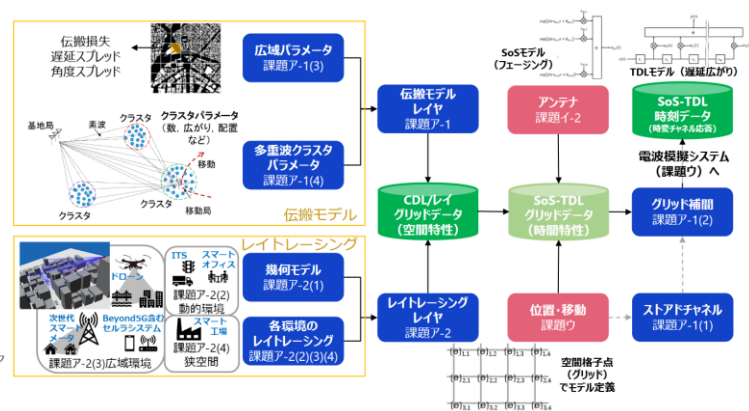 伝搬損失
遅延スプレッド
角度スプレッド
広域パラメータ
課題ア-1(3)
基地局
素波
クラスタ
クラスタパラメータ
(数, 広がり, 配置
など)
移動
移動局
クラスタ
クラスタ
多重波クラスタ
パラメータ
課題ア-1(4)
伝搬モデル
レイトレーシング
ドローン
ITS
スマート
オフィス
課題ア-2(2)
動的環境
次世代
スマート
メータ
Beyond5G含む
セルラシステム
課題ア-2(3)広域環境
スマート
工場
課題ア-2(4)
狭空間
幾何モデル
課題ア-2(1)
各環境の
レイトレーシング
課題ア-2(2)(3)(4)
伝搬モデル
レイヤ
課題ア-1
CDL/レイ
グリッドデータ
(空間特性)
レイトレーシング
レイヤ
課題ア-2
SoSモデル
(フェージング)
アンテナ
課題イ-2
SoS-TDL
グリッドデータ
(時間特性)
位置・移動
課題ウ
空間格子点
(グリッド)
でモデル定義
TDLモデル(遅延広がり)
SoS-TDL
時刻データ
(時変チャネル応答)
電波模擬システム
(課題ウ)へ
グリッド補間
課題ア-1(2)
ストアドチャネル
課題ア-1(1)